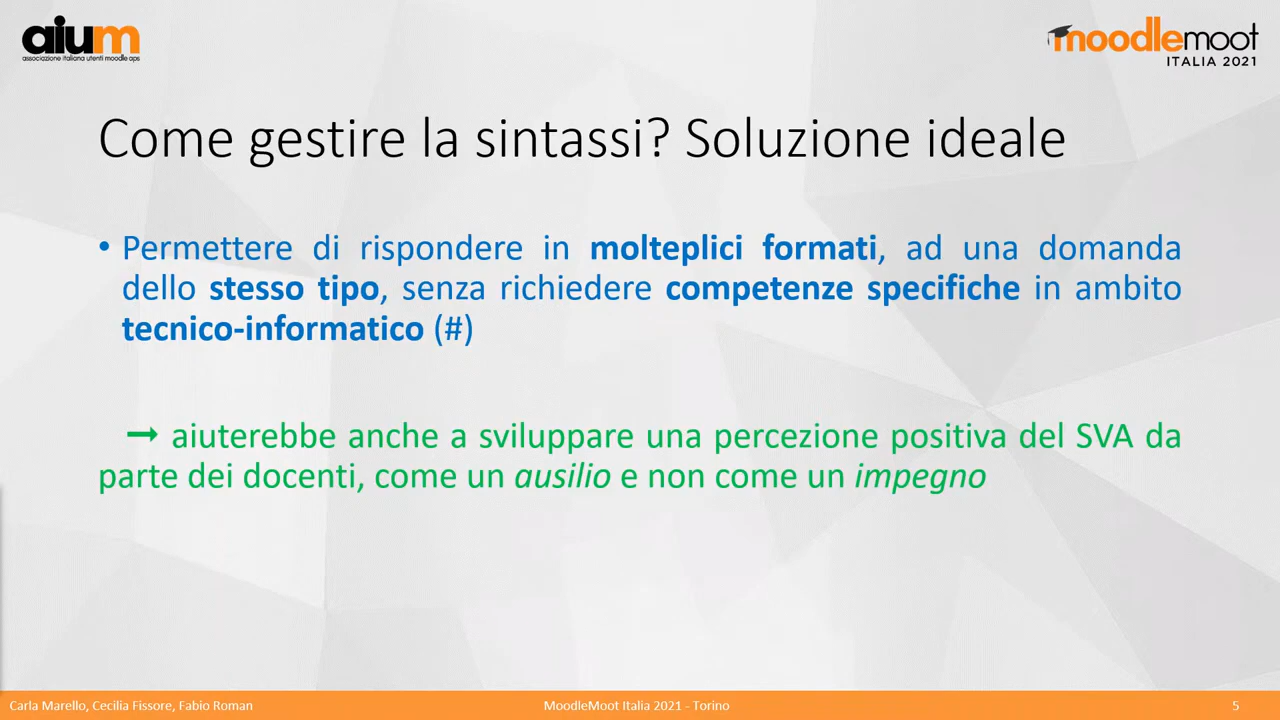 aium
associazione italiana utenti moodle aps
moodlemoot
ITALIA 2021
Come gestire la sintassi? Soluzione ideale
• Permettere di rispondere in molteplici formati, ad una domanda
dello stesso tipo, senza richiedere competenze specifiche in ambito
tecnico-informatico (#)
→ aiuterebbe anche a sviluppare una percezione positiva del SVA da
parte dei docenti, come un ausilio e non come un impegno
Carla Marello, Cecilia Fissore, Fabio Roman
MoodleMoot Italia 2021 - Torino
5